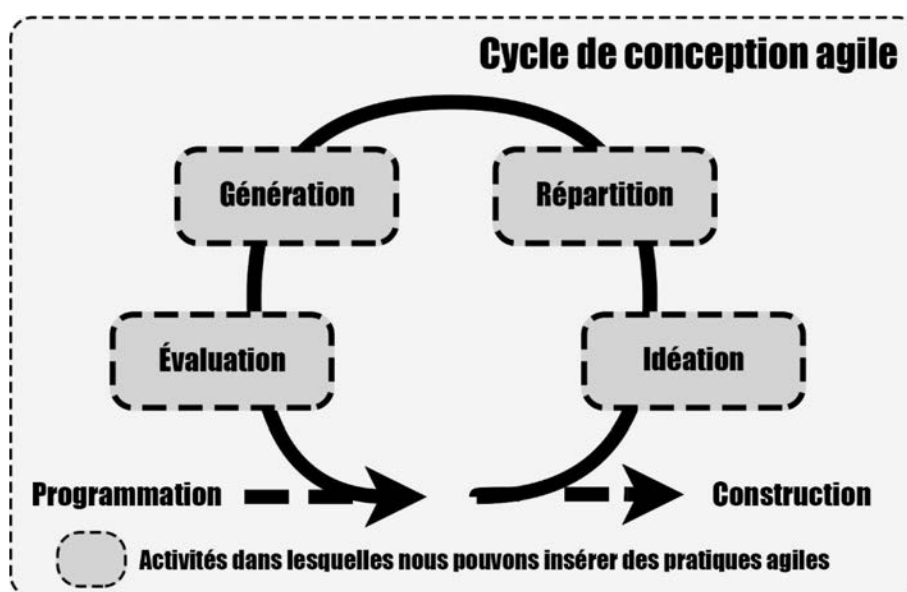 Cycle de conception agile
Génération
Répartition
Évaluation
Idéation
Programmation
Construction
Activités dans lesquelles nous pouvons insérer des pratiques agiles